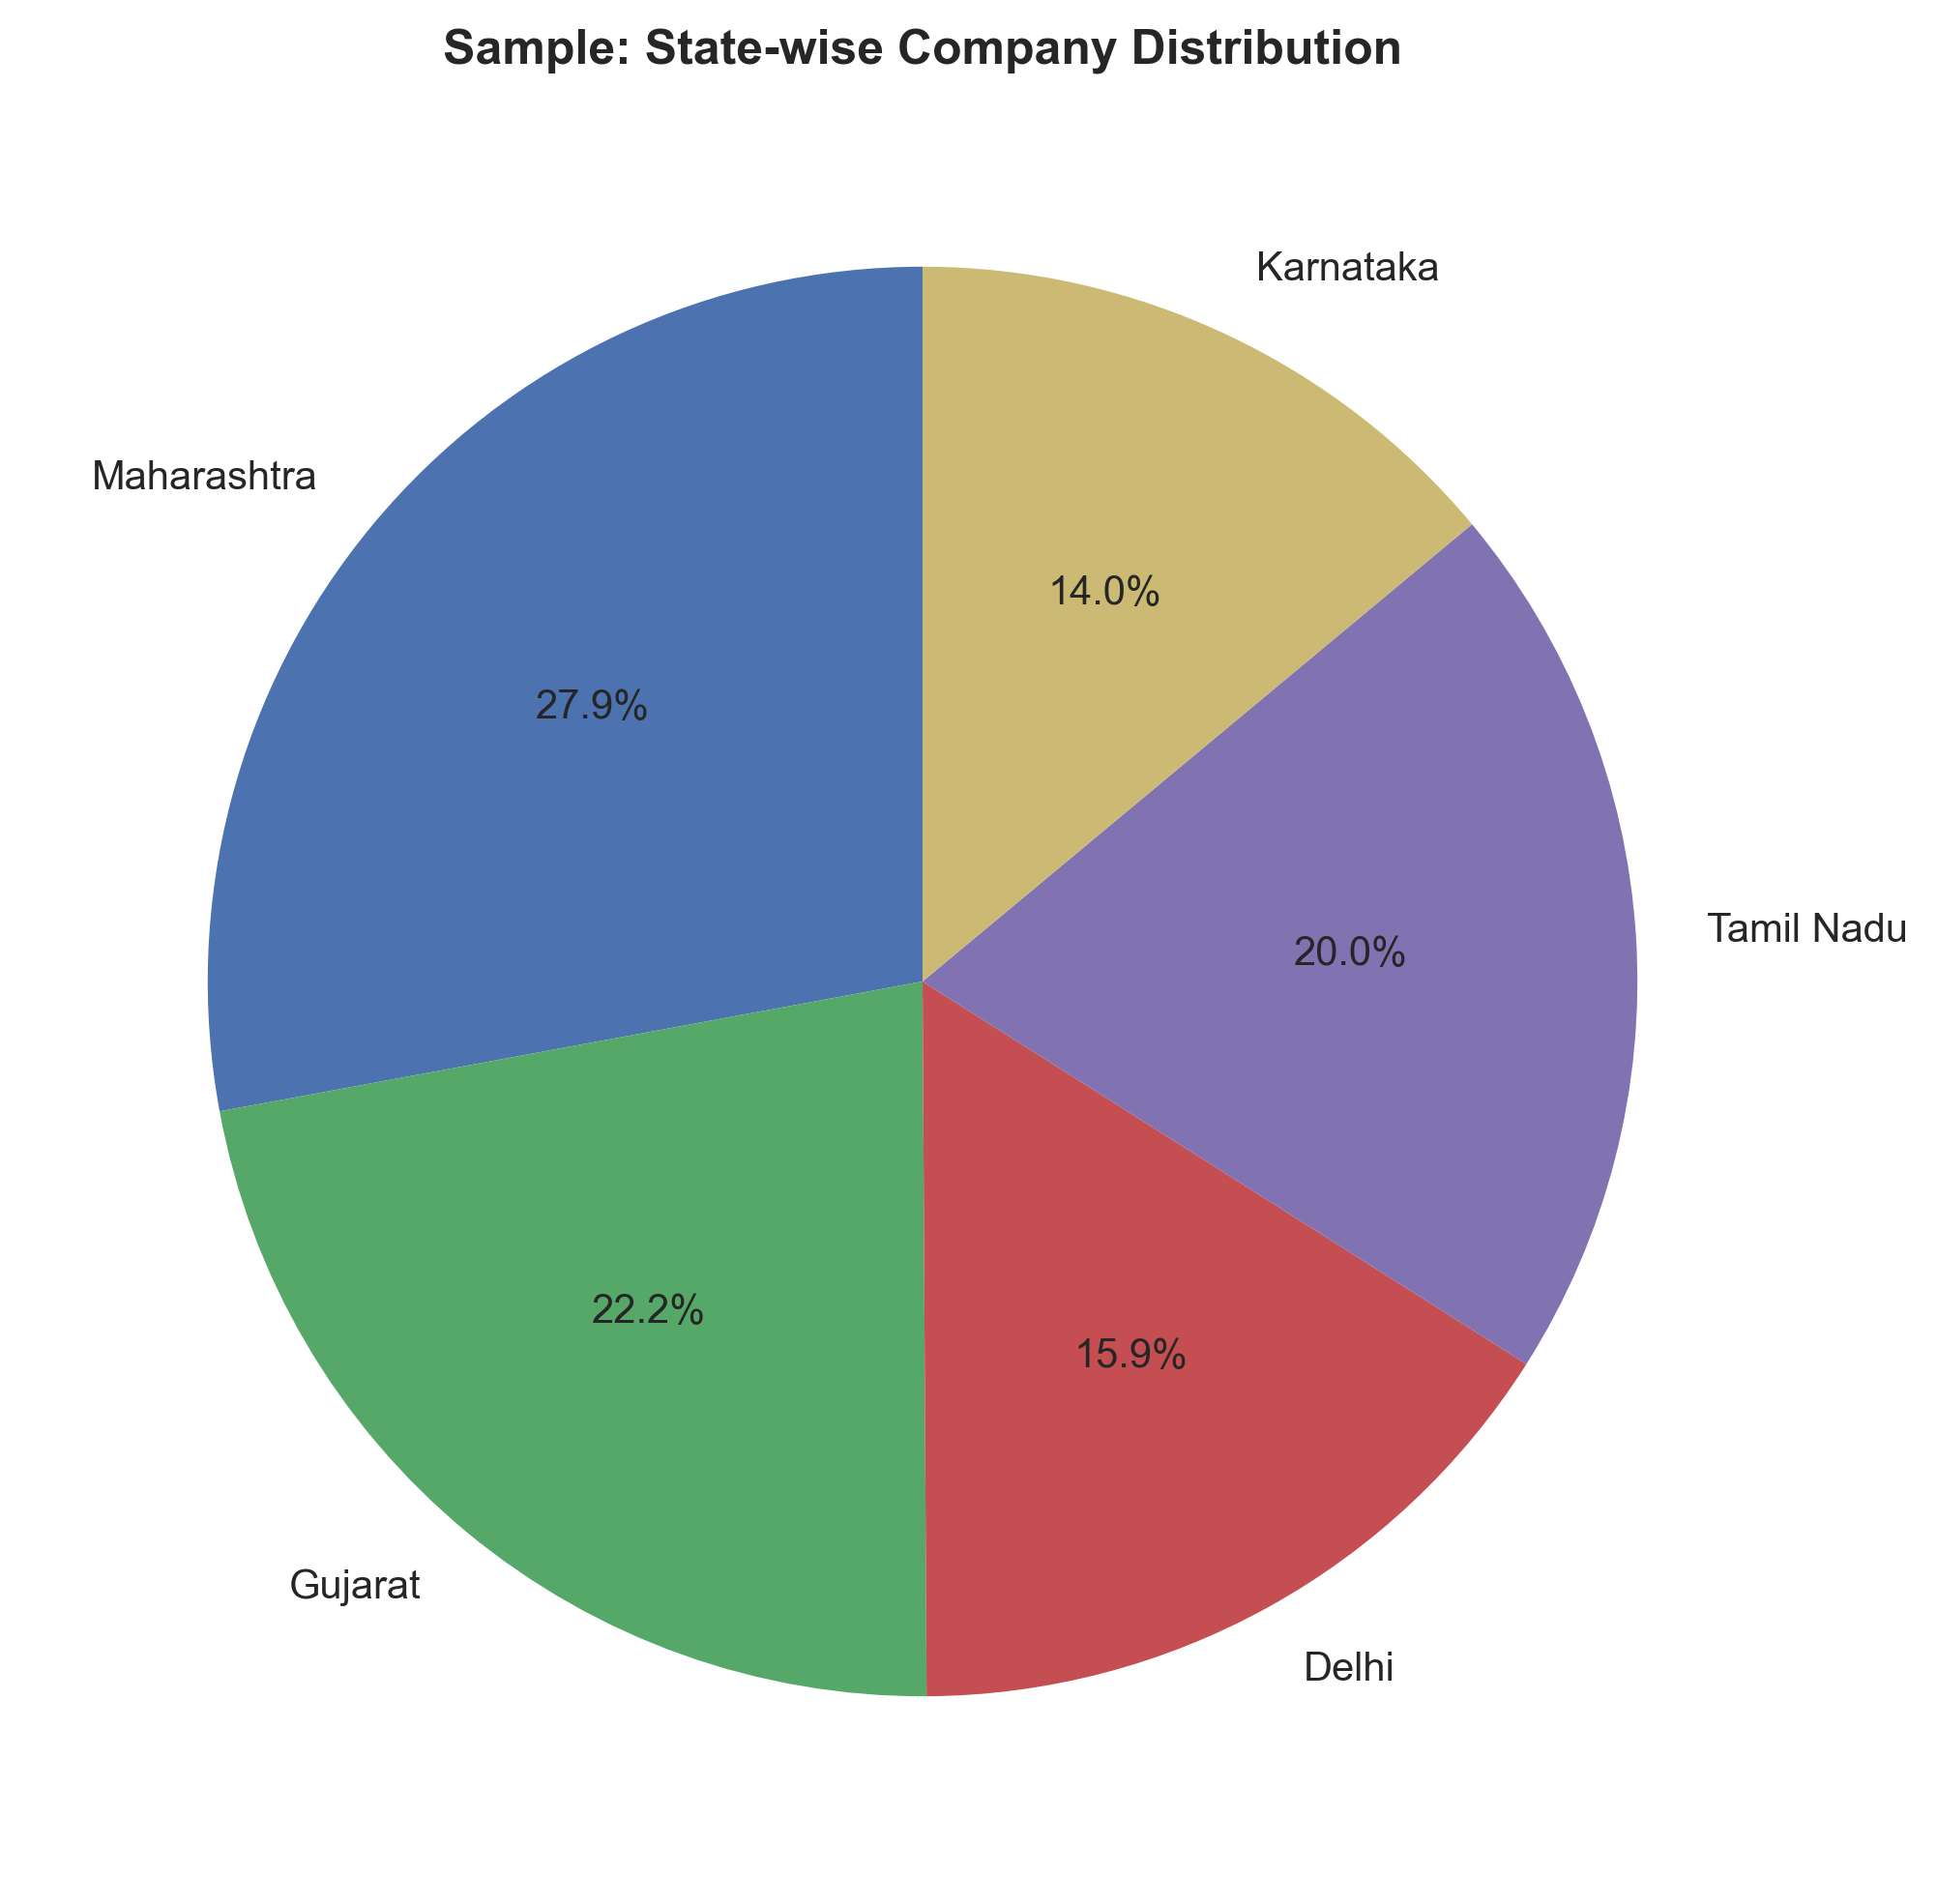 Sample: State-wise Company Distribution
Karnataka
Maharashtra
14.0%
27.9%
Tamil Nadu
20.0%
22.2%
15.9%
Gujarat
Delhi